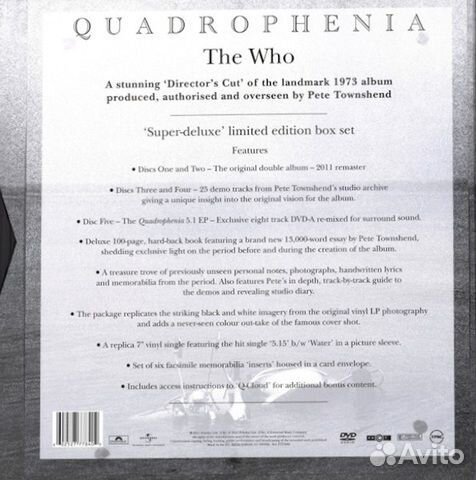 QUADROPHENIA
The Who
A stunning ‘Director's Cut’ of the landmark 1973 album
produced, authorised and overseen by Pete Townshend
‘Super-deluxe’ limited edition box set
Features
• Discs One and Two – The original double album – 2011 remaster
• Discs Three and Four – 25 demo tracks from Pete Townshend's studio archive
giving a unique insight into the original vision for the album.
• Disc Five – The Quadrophenia 5.1 EP – Exclusive eight track DVD-A re-mixed for surround sound.
• Deluxe 100-page, hard-back book featuring a brand new 13,000-word essay by Pete Townshend,
shedding exclusive light on the period before and during the creation of the album.
• A treasure trove of previously unseen personal notes, photographs, handwritten lyrics
and memorabilia from the period. Also features Pete's in depth, track-by-track guide to
the demos and revealing studio diary.
• The package replicates the striking black and white imagery from the original vinyl LP photography
and adds a never-seen colour out-take of the famous cover shot.
• A replica 7" vinyl single featuring the hit single ‘5.15’ b/w ‘Water’ in a picture sleeve.
• Set of six facsimile memorabilia ‘inserts’ housed in a card envelope.
• Includes access instructions to ‘Q-Cloud’ for additional bonus content.
DVD
Avito